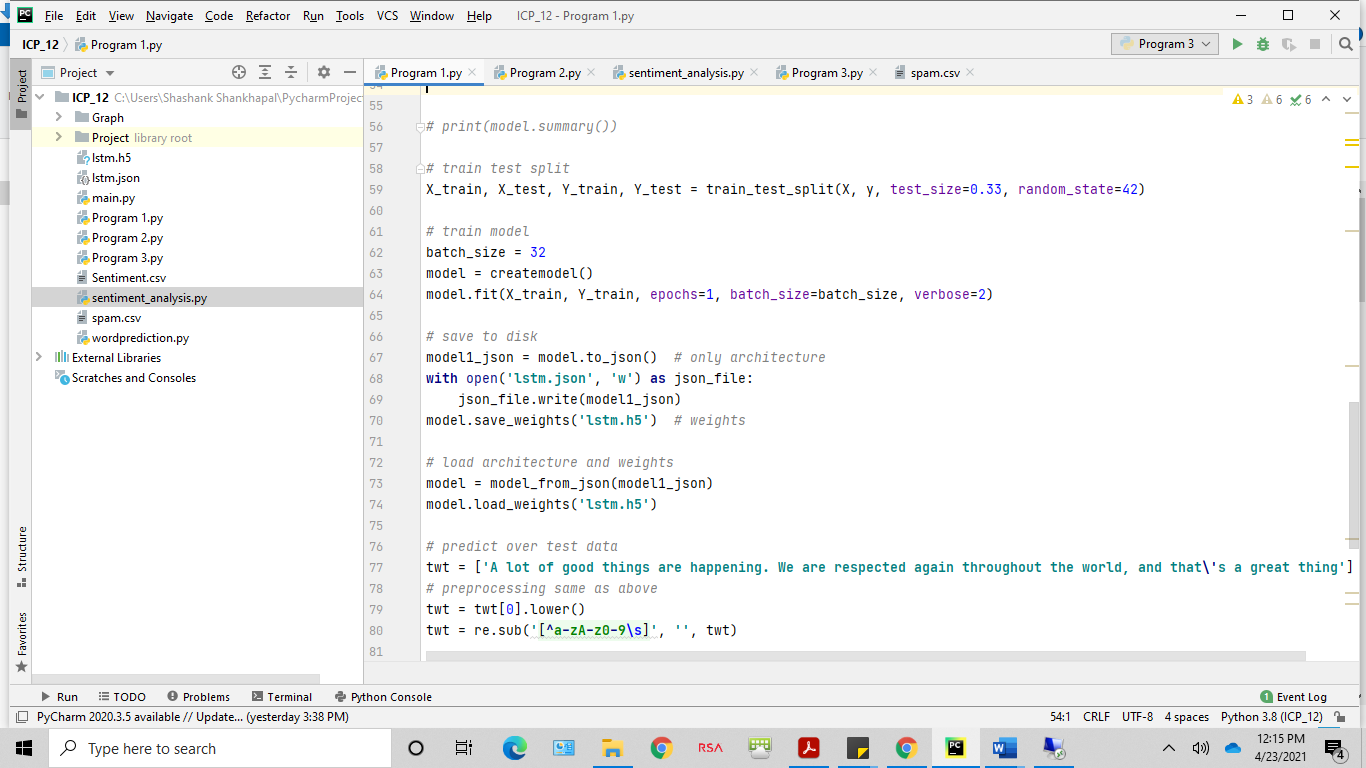 PC File Edit View Navigate Code Refactor Run Tools VCS Window Help ICP_12 - Program 1.py
ICP_12 Program 1.py Program 3
Project
Project
Program 1.py Program 2.py sentiment_analysis.py Program 3.py spam.csv
ICP_12 C:\Users\Shashank Shankhapal\PycharmProjec
Graph
Project library root
lstm.h5
lstm.json
main.py
Program 1.py
Program 2.py
Program 3.py
Sentiment.csv
sentiment_analysis.py
spam.csv
wordprediction.py
External Libraries
Scratches and Consoles
Structure
Favorites
3 6 6
54
55
56 # print(model.summary())
57
58 # train test split
59 X_train, X_test, Y_train, Y_test = train_test_split(X, y, test_size=0.33, random_state=42)
60
61 # train model
62 batch_size = 32
63 model = createmodel()
64 model.fit(X_train, Y_train, epochs=1, batch_size=batch_size, verbose=2)
65
66 # save to disk
67 model1_json = model.to_json()  # only architecture
68 with open('lstm.json', 'w') as json_file:
69     json_file.write(model1_json)
70 model.save_weights('lstm.h5')  # weights
71
72 # load architecture and weights
73 model = model_from_json(model1_json)
74 model.load_weights('lstm.h5')
75
76 # predict over test data
77 twt = ['A lot of good things are happening. We are respected again throughout the world, and that\'s a great thing']
78 # preprocessing same as above
79 twt = twt[0].lower()
80 twt = re.sub('[^a-zA-z0-9\s]', '', twt)
81
Run TODO Problems Terminal Python Console 1 Event Log
PyCharm 2020.3.5 available // Update... (yesterday 3:38 PM) 54:1 CRLF UTF-8 4 spaces Python 3.8 (ICP_12)
Type here to search RSA PC 12:15 PM
4/23/2021 4